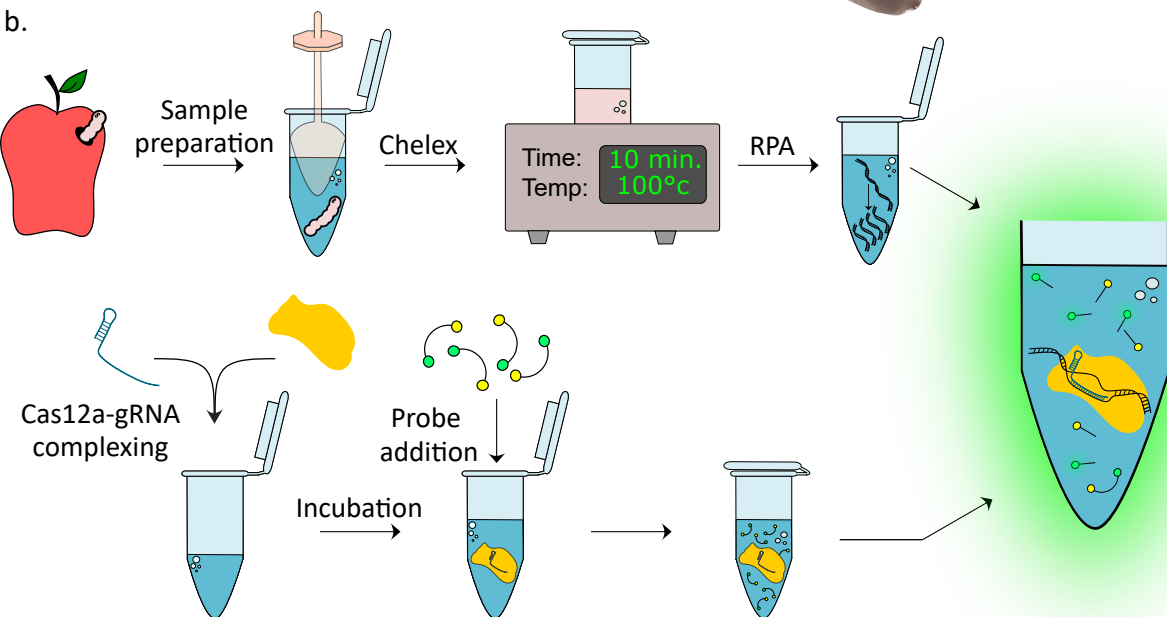 b.
Sample
preparation
Chelex
Time: 10 min.
Temp: 100°c
RPA
Cas12a-gRNA
complexing
Probe
addition
Incubation